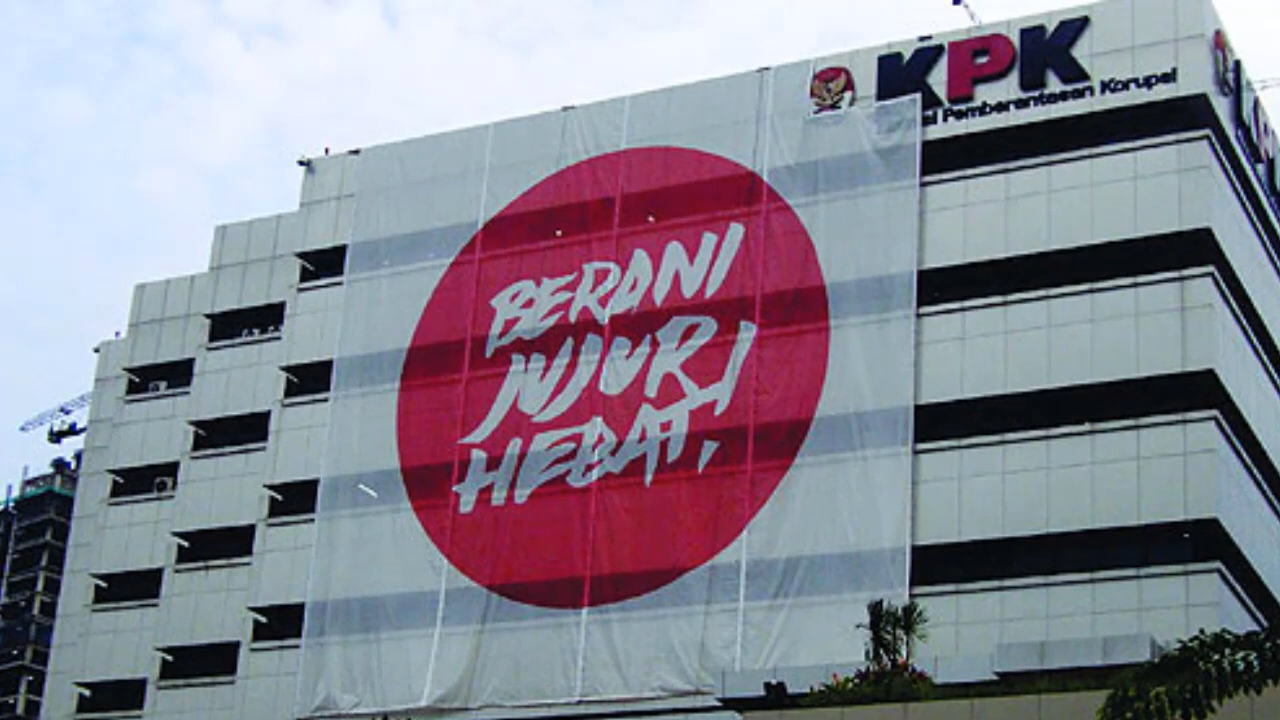 KPK
Pemberantasan Korupsi
BERANI
JUJUR,
HEBAT,